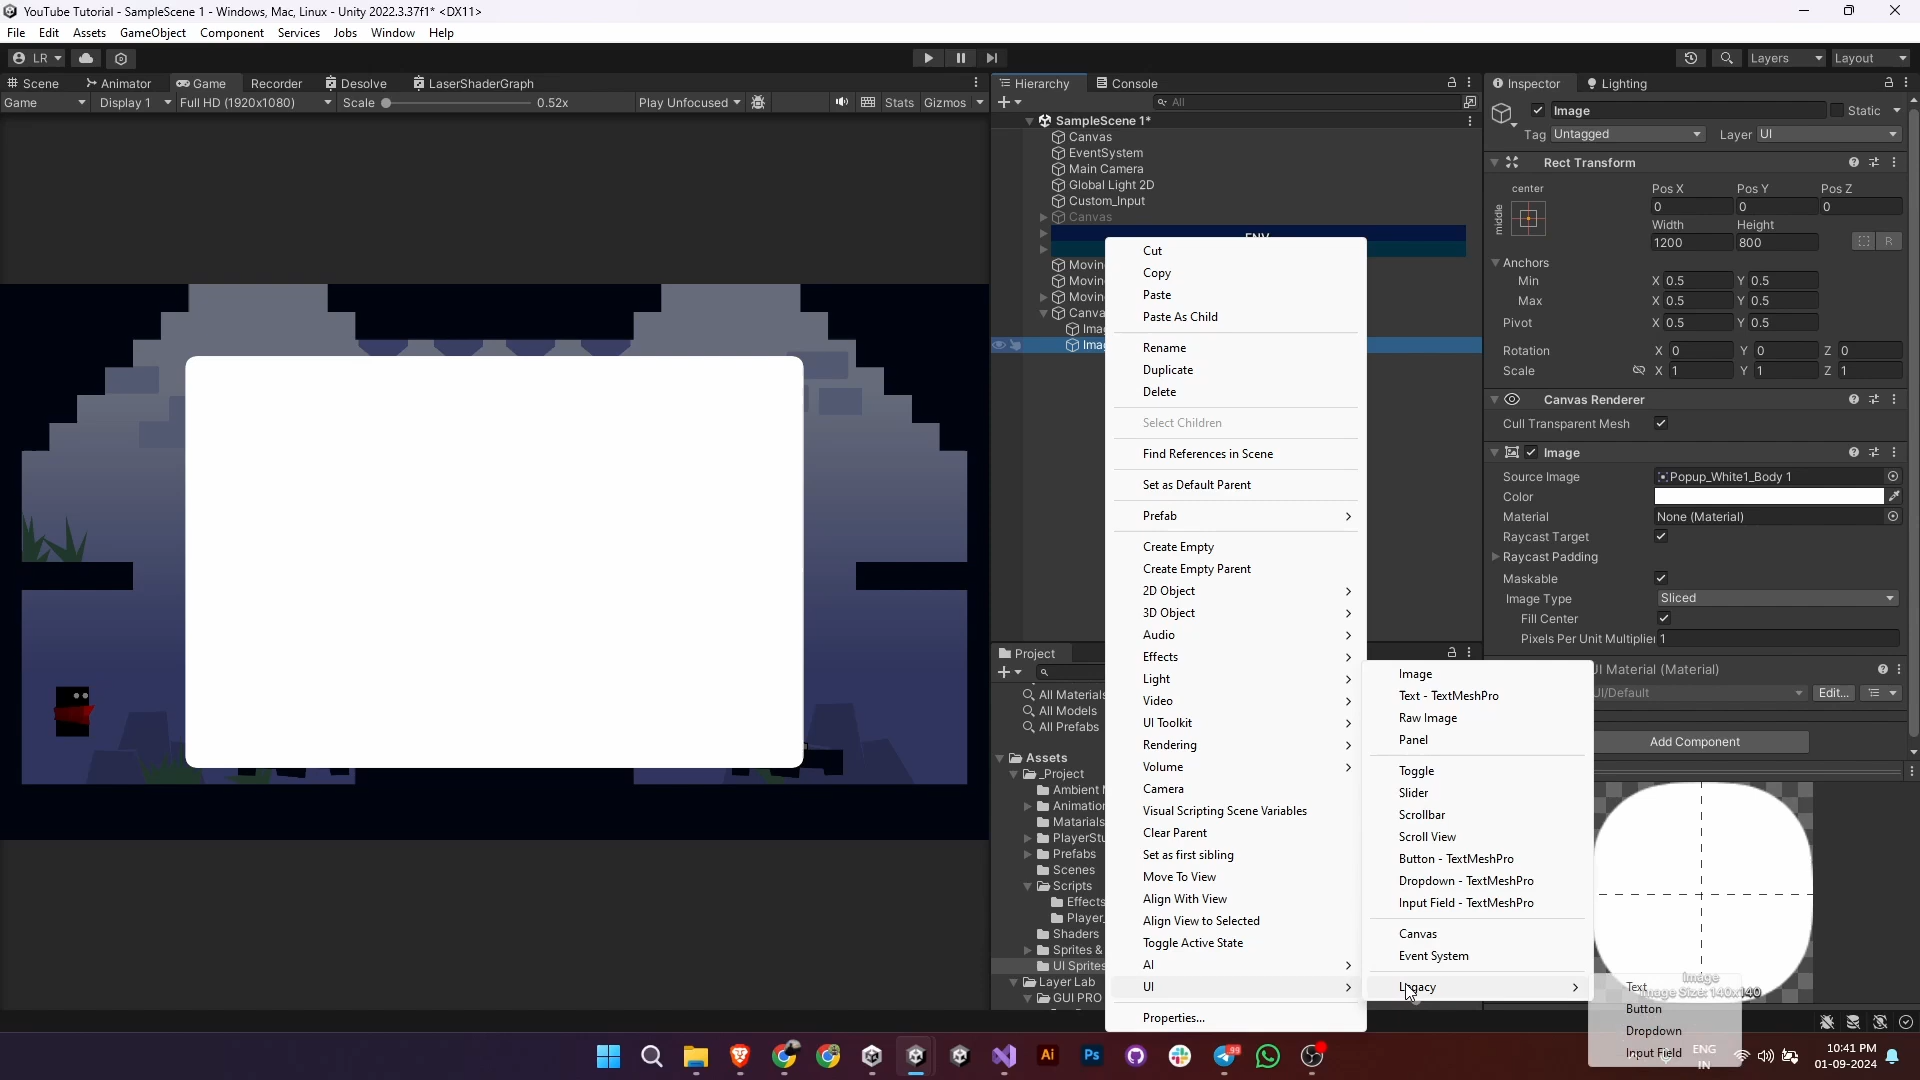 YouTube Tutorial - SampleScene 1 - Windows, Mac, Linux - Unity 2022.3.37f1* <DX11>
File Edit Assets GameObject Component Services Jobs Window Help
LR
Layers Layout
Scene Animator Game Recorder Desolve LaserShaderGraph
Hierarchy Console
Inspector Lighting
Game Display 1 Full HD (1920x1080) Scale 0.52x Play Unfocused Stats Gizmos
All
SampleScene 1*
Canvas
EventSystem
Main Camera
Global Light 2D
Custom_Input
Canvas
Movin
Movin
Movin
Canva
Imag
Imag
Cut
Copy
Paste
Paste As Child
Rename
Duplicate
Delete
Select Children
Find References in Scene
Set as Default Parent
Prefab
Create Empty
Create Empty Parent
2D Object
3D Object
Audio
Effects
Light
Video
UI Toolkit
Rendering
Volume
Camera
Visual Scripting Scene Variables
Clear Parent
Set as first sibling
Move To View
Align With View
Align View to Selected
Toggle Active State
AI
UI
Properties...
Image
Text - TextMeshPro
Raw Image
Panel
Toggle
Slider
Scrollbar
Scroll View
Button - TextMeshPro
Dropdown - TextMeshPro
Input Field - TextMeshPro
Canvas
Event System
Legacy
Text
Button
Dropdown
Input Field
Image Static
Tag Untagged Layer UI
Rect Transform
center
middle
Pos X Pos Y Pos Z
0 0 0
Width Height
1200 800
R
Anchors
Min X 0.5 Y 0.5
Max X 0.5 Y 0.5
Pivot X 0.5 Y 0.5
Rotation X 0 Y 0 Z 0
Scale X 1 Y 1 Z 1
Canvas Renderer
Cull Transparent Mesh
Image
Source Image Popup_White1_Body 1
Color
Material None (Material)
Raycast Target
Raycast Padding
Maskable
Image Type Sliced
Fill Center
Pixels Per Unit Multiplier 1
UI Material (Material)
UI/Default Edit...
Add Component
Image
Image Size: 140x140
Project
All Materials
All Models
All Prefabs
Assets
_Project
Ambient M
Animation
Matarials
PlayerStu
Prefabs
Scenes
Scripts
Effects
Player_
Shaders
Sprites &
UI Sprites
Layer Lab
GUI PRO
Ai Ps 99
ENG
IN
10:41 PM
01-09-2024